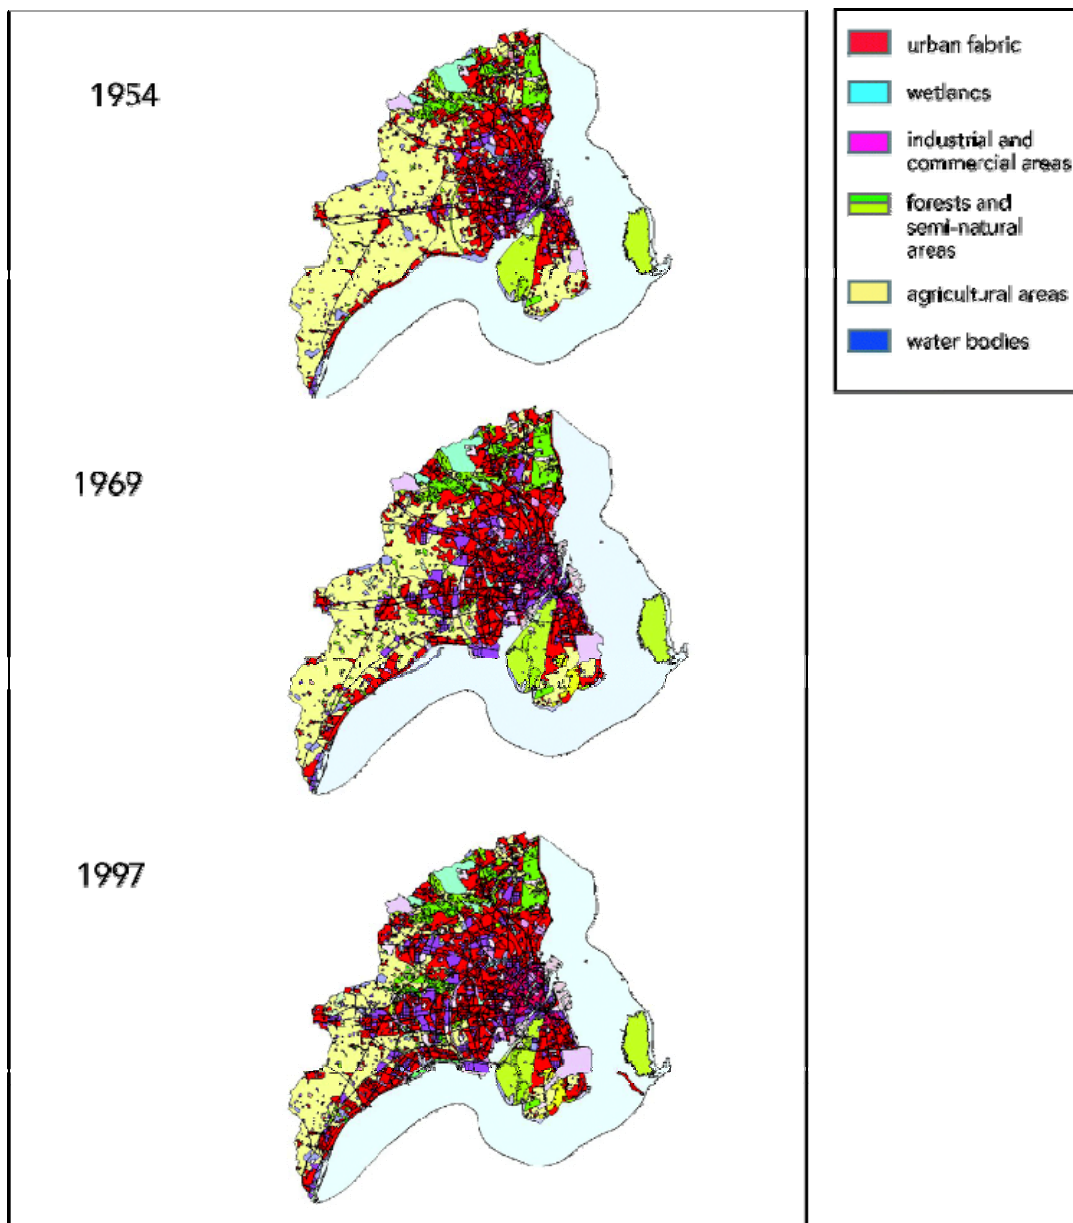 1954
1969
1997
urban fabric
wetlancs
industrial and
commercial areas
forests and
semi-natural
areas
agricultural areas
water bodies